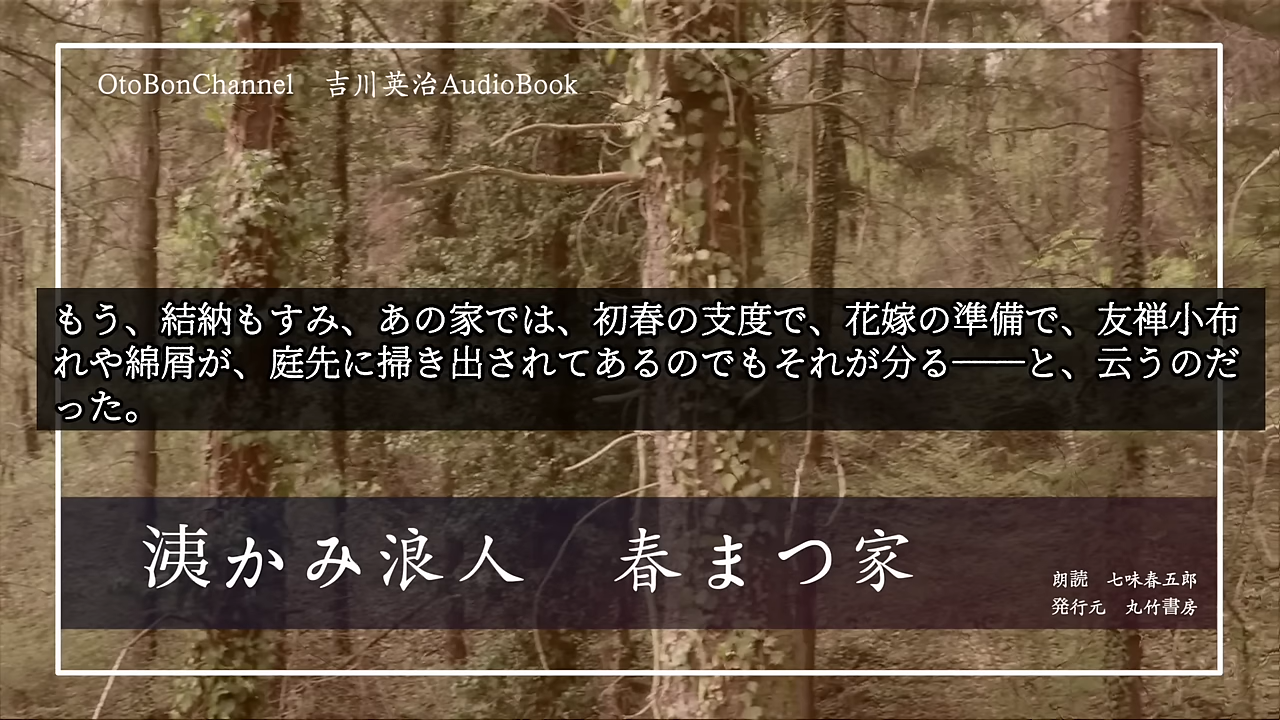 OtoBonChannel　吉川英治AudioBook
もう、結納もすみ、あの家では、初春の支度で、花嫁の準備で、友禅小布
れや綿屑が、庭先に掃き出されてあるのでもそれが分る――と、云うのだ
った。
洟かみ浪人　春まつ家
朗読　七味春五郎
発行元　丸竹書房